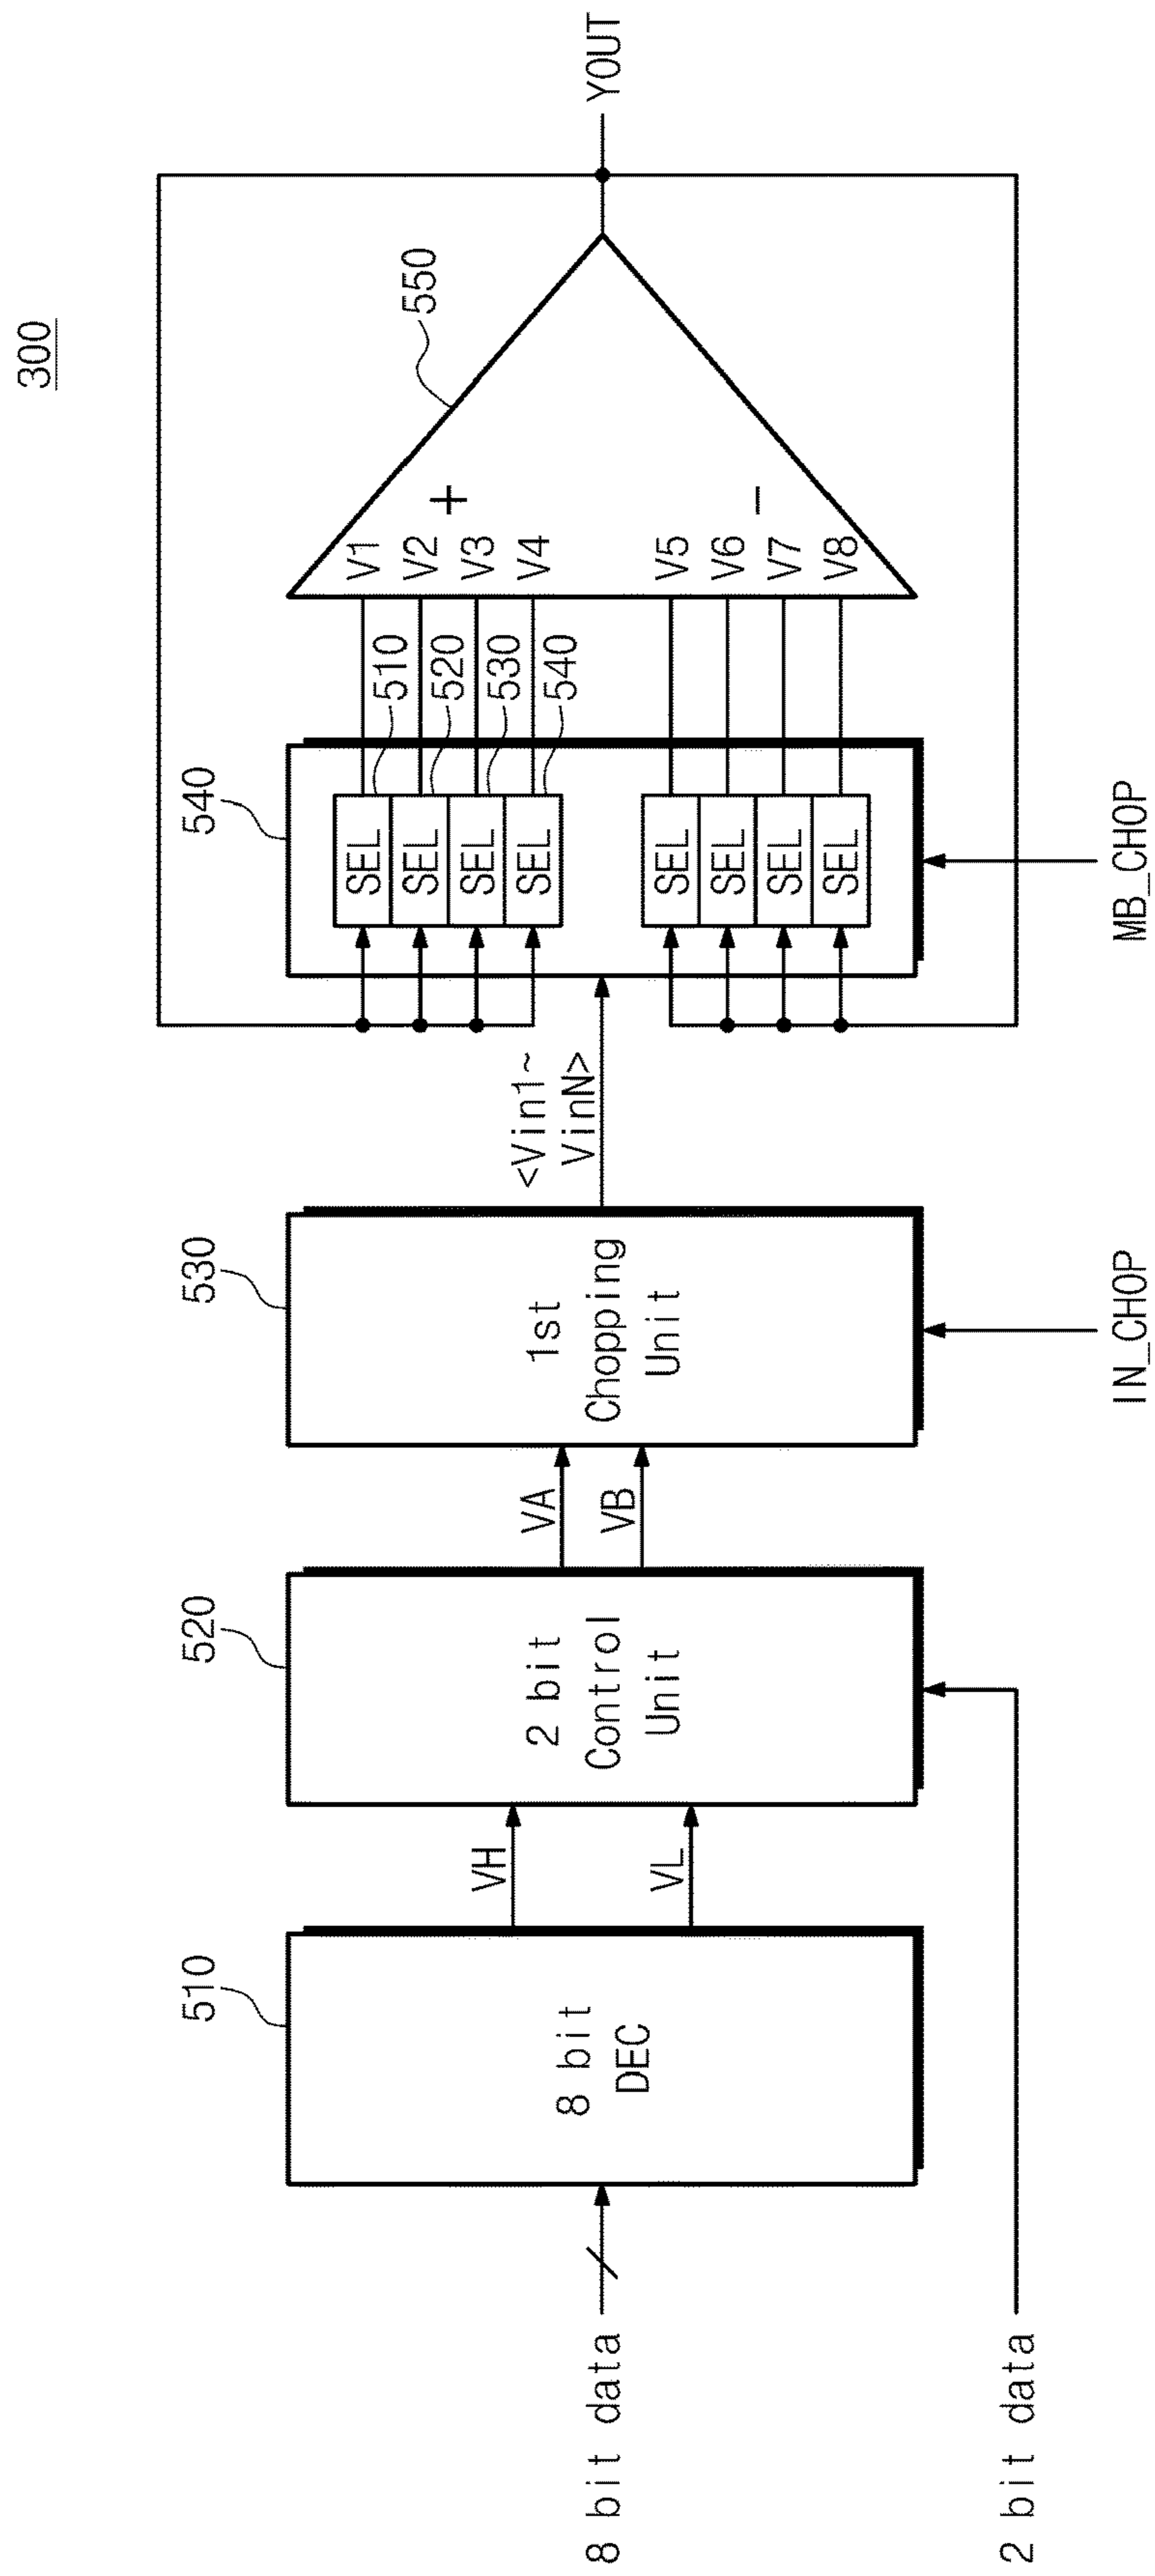 300
8 bit data
2 bit data
510
8 bit
DEC
VH
VL
520
2 bit
Control
Unit
VA
VB
530
1st
Chopping
Unit
IN_CHOP
<Vin1~
VinN>
540
SEL
SEL
SEL
SEL
SEL
SEL
SEL
SEL
MB_CHOP
510
520
530
540
V1
V2
V3
V4
V5
V6
V7
V8
+
−
550
YOUT